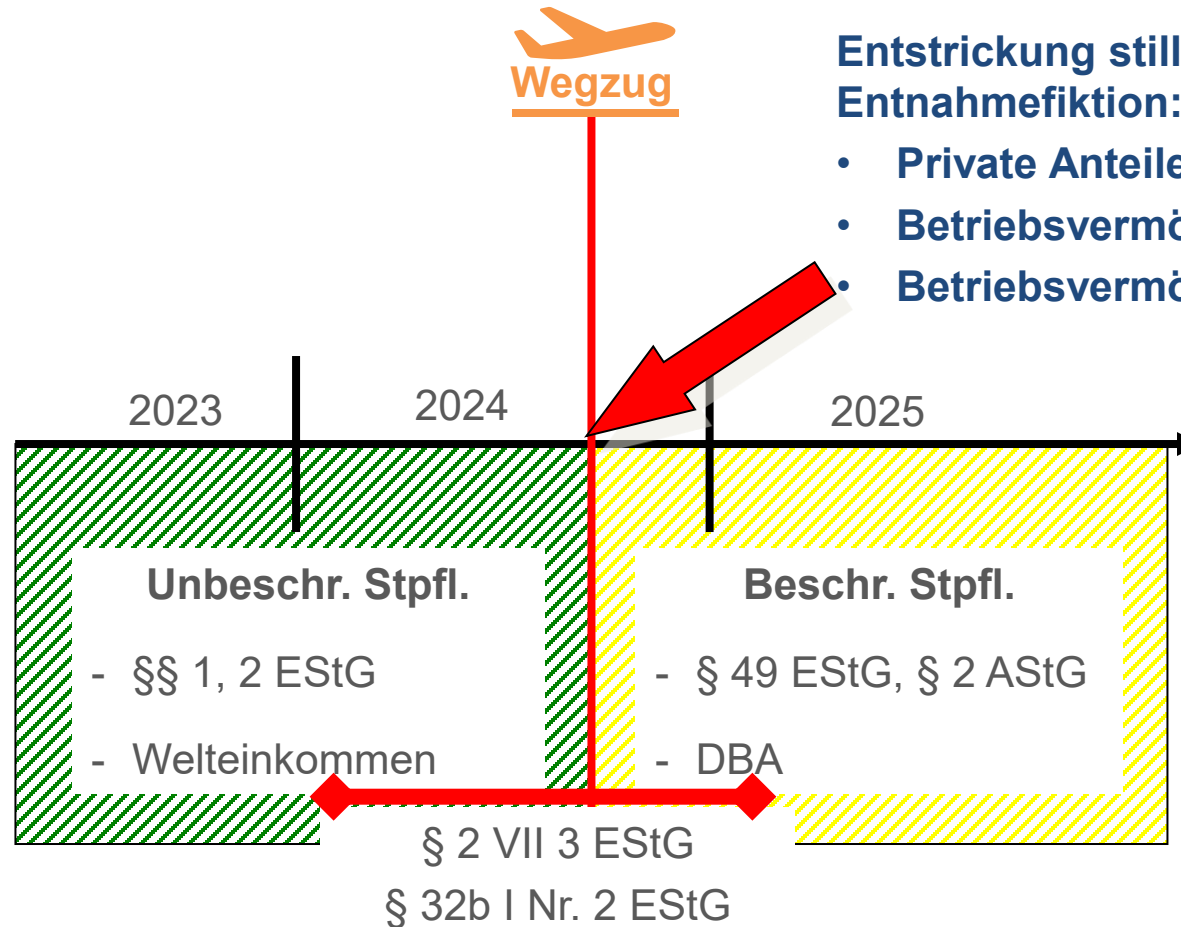 Wegzug
Entstrickung still
Entnahmefiktion:
• Private Anteile
• Betriebsvermö
• Betriebsvermö
2023 2024 2025
Unbeschr. Stpfl.
- §§ 1, 2 EStG
- Welteinkommen
Beschr. Stpfl.
- § 49 EStG, § 2 AStG
- DBA
§ 2 VII 3 EStG
§ 32b I Nr. 2 EStG